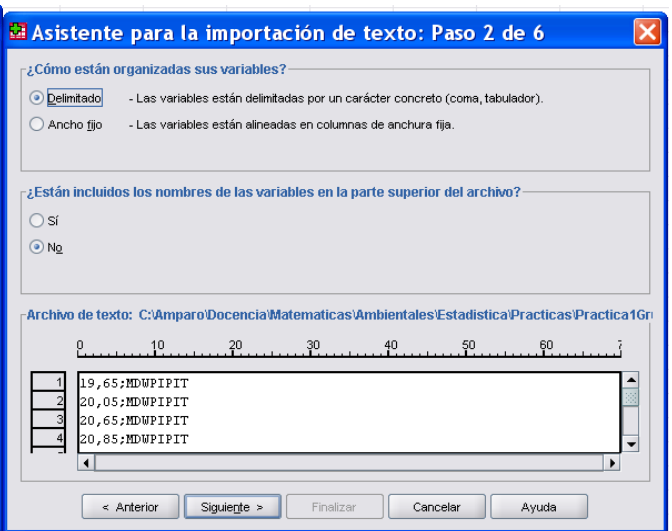 Asistente para la importación de texto: Paso 2 de 6
¿Cómo están organizadas sus variables?
Delimitado - Las variables están delimitadas por un carácter concreto (coma, tabulador).
Ancho fijo - Las variables están alineadas en columnas de anchura fija.
¿Están incluidos los nombres de las variables en la parte superior del archivo?
Sí
No
Archivo de texto: C:\Amparo\Docencia\Matematicas\Ambientales\Estadistica\Practicas\Practica1Gru
0 10 20 30 40 50 60 7
1 19,65;MDWPIPIT
2 20,05;MDWPIPIT
3 20,65;MDWPIPIT
4 20,85;MDWPIPIT
< Anterior Siguiente > Finalizar Cancelar Ayuda